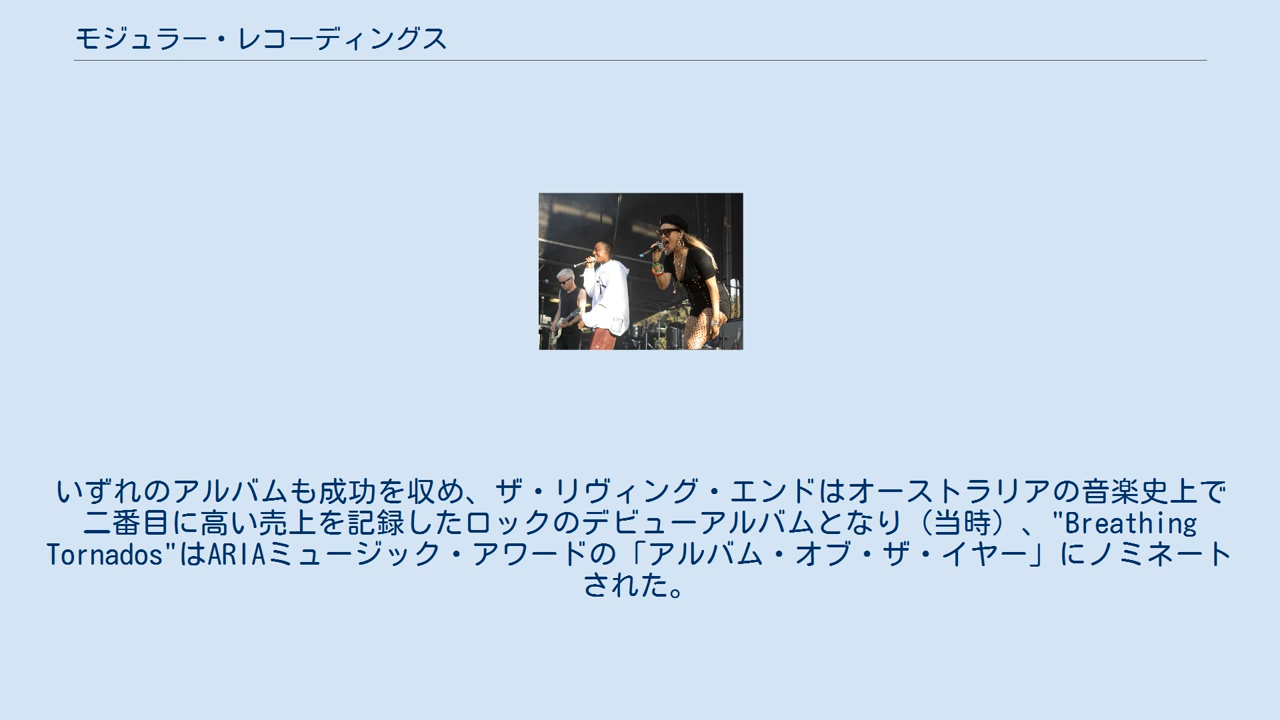 モジュラー・レコーディングス
いずれのアルバムも成功を収め、ザ・リヴィング・エンドはオーストラリアの音楽史上で
二番目に高い売上を記録したロックのデビューアルバムとなり（当時）、"Breathing
Tornados"はARIAミュージック・アワードの「アルバム・オブ・ザ・イヤー」にノミネート
された。